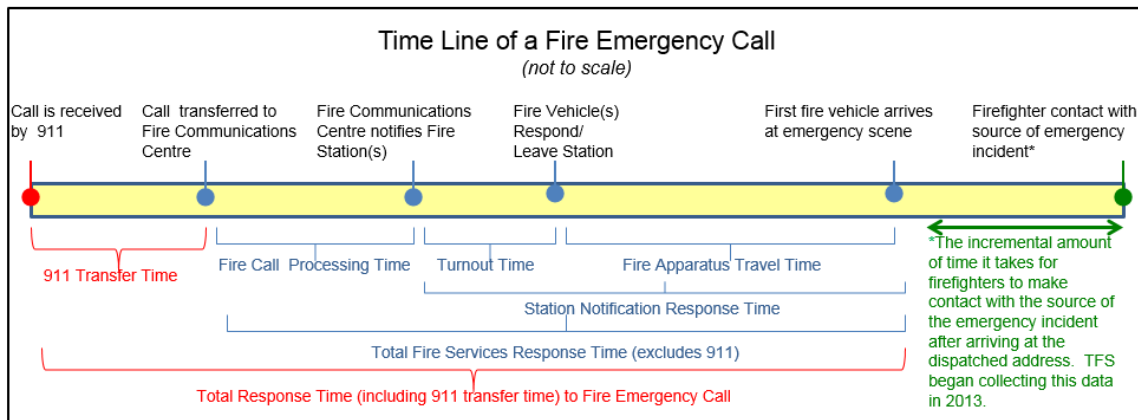 Time Line of a Fire Emergency Call
(not to scale)
Call is received
by 911
Call transferred to
Fire Communications
Centre
Fire Communications
Centre notifies Fire
Station(s)
Fire Vehicle(s)
Respond/
Leave Station
First fire vehicle arrives
at emergency scene
Firefighter contact with
source of emergency
incident*
911 Transfer Time
Fire Call Processing Time
Turnout Time
Fire Apparatus Travel Time
Station Notification Response Time
Total Fire Services Response Time (excludes 911)
Total Response Time (including 911 transfer time) to Fire Emergency Call
*The incremental amount
of time it takes for
firefighters to make
contact with the source of
the emergency incident
after arriving at the
dispatched address. TFS
began collecting this data
in 2013.